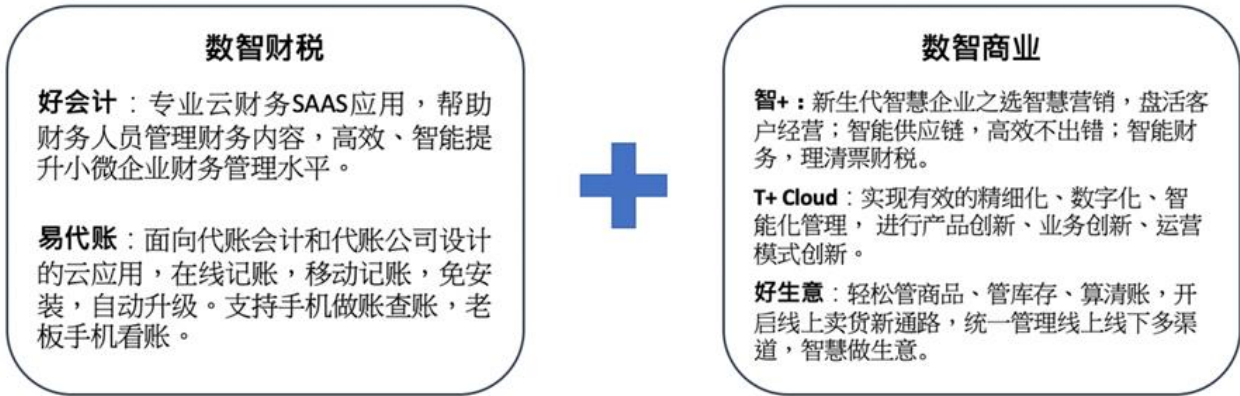 数智财税
好会计：专业云财务SAAS应用，帮助
财务人员管理财务内容，高效、智能提
升小微企业财务管理水平。
易代账：面向代账会计和代账公司设计
的云应用，在线记账，移动记账，免安
装，自动升级。支持手机做账查账，老
板手机看账。
数智商业
智+：新生代智慧企业之选智慧营销，盘活客
户经营；智能供应链，高效不出错；智能财
务，理清票财税。
T+ Cloud：实现有效的精细化、数字化、智
能化管理， 进行产品创新、业务创新、运营
模式创新。
好生意：轻松管商品、管库存、算清账，开
启线上卖货新通路，统一管理线上线下多渠
道，智慧做生意。